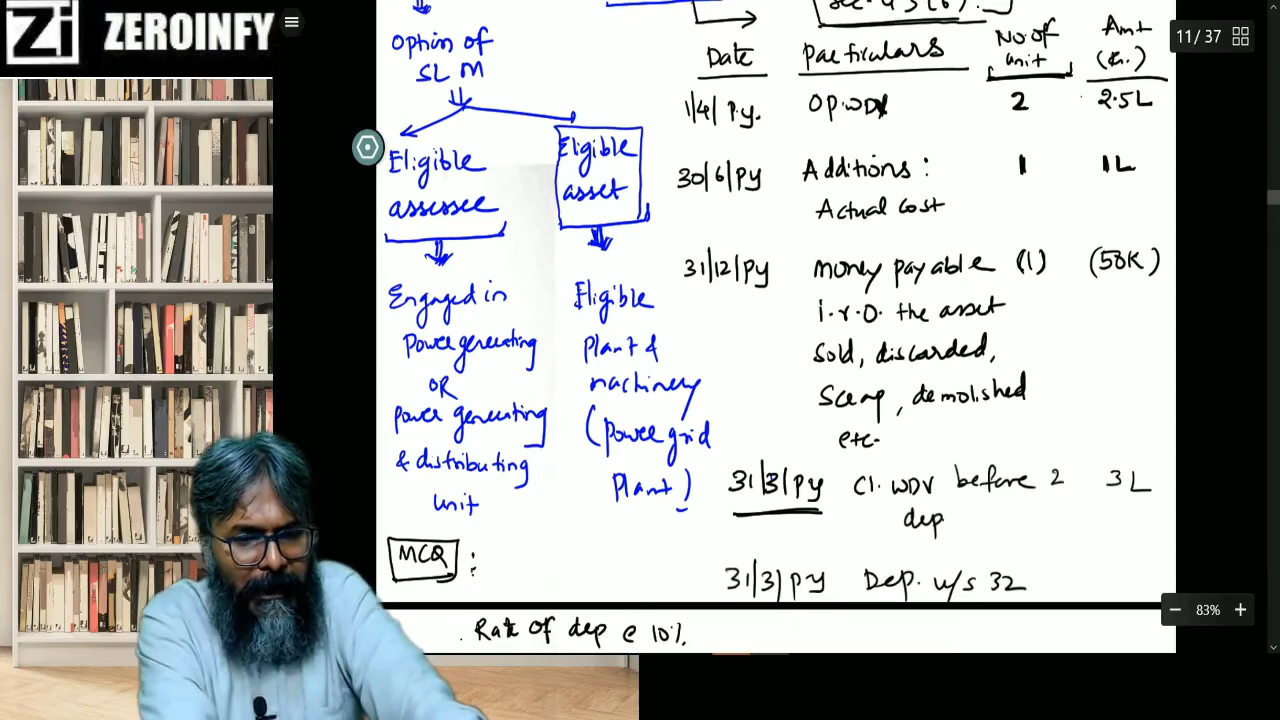 Zi ZEROINFY
11 / 37
Option of
SLM
Eligible
assessee
Eligible
asset
Engaged in
Power generating
OR
Power generating
& distributing
Unit
Eligible
Plant &
machinery
(Power grid
Plant)
MCQ :
Date Particulars No. of unit Amt (Rs.)
1/4/P.Y. OP.WDV 2 2.5L
30/6/PY Additions : 1 1L
Actual cost
31/12/PY Money payable (1) (50K)
i.r.o. the asset
Sold, discarded,
Scrap, demolished
etc.
31/3/PY Cl. WDV before 2 3L
dep
31/3/PY Dep. u/s 32
Rate of dep @ 10%.
83%